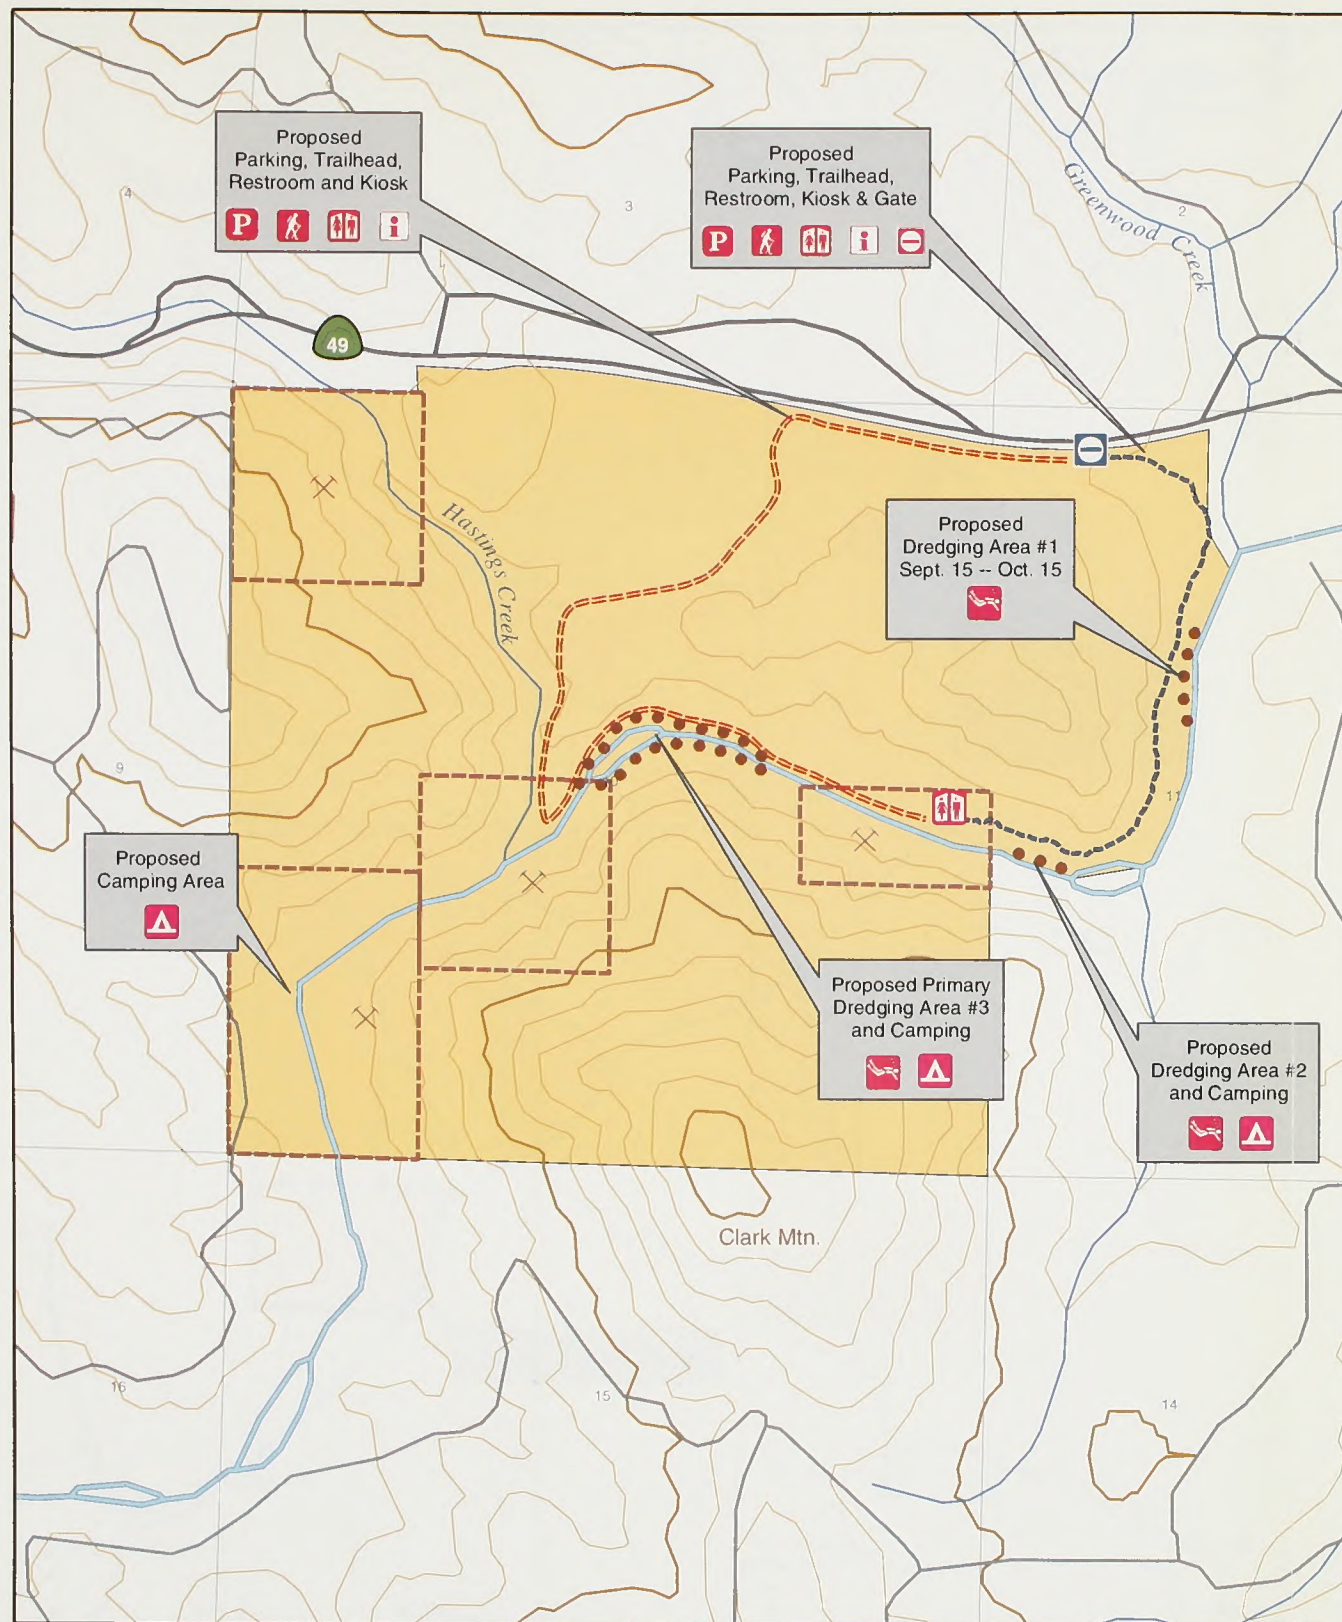 Proposed
Parking, Trailhead,
Restroom and Kiosk
P
i
Proposed
Parking, Trailhead,
Restroom, Kiosk & Gate
P
i
4
3
2
Greenwood Creek
49
Hastings Creek
Proposed
Dredging Area #1
Sept. 15 -- Oct. 15
9
11
Proposed
Camping Area
Proposed Primary
Dredging Area #3
and Camping
Proposed
Dredging Area #2
and Camping
Clark Mtn.
16
15
14